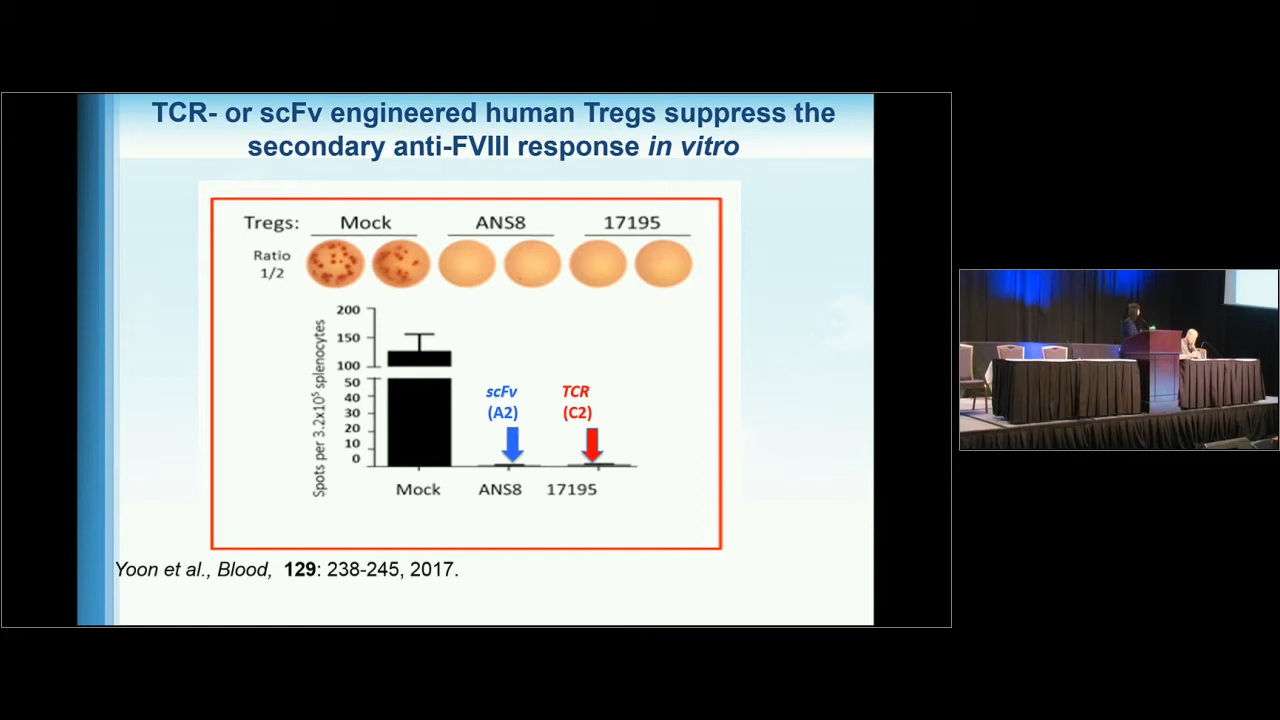 TCR- or scFv engineered human Tregs suppress the
secondary anti-FVIII response in vitro
Tregs: Mock ANS8 17195
Ratio
1/2
200
150
100
50
40
30
20
10
0
Spots per 3.2x10⁵ splenocytes
scFv
(A2)
TCR
(C2)
Mock ANS8 17195
Yoon et al., Blood, 129: 238-245, 2017.